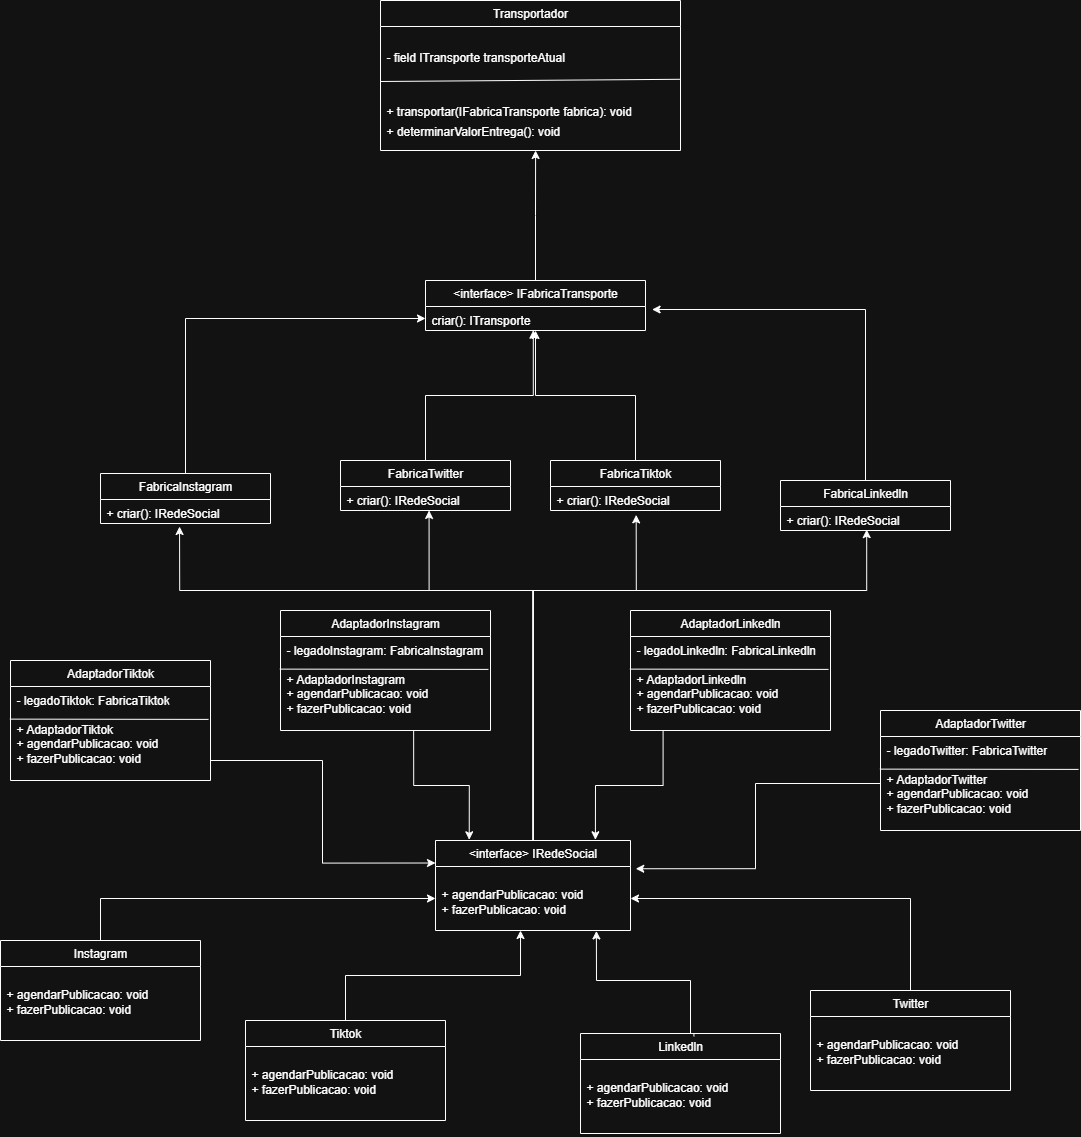 Transportador
- field ITransporte transporteAtual
+ transportar(IFabricaTransporte fabrica): void
+ determinarValorEntrega(): void
<interface> IFabricaTransporte
criar(): ITransporte
FabricaInstagram
+ criar(): IRedeSocial
FabricaTwitter
+ criar(): IRedeSocial
FabricaTiktok
+ criar(): IRedeSocial
FabricaLinkedIn
+ criar(): IRedeSocial
AdaptadorInstagram
- legadoInstagram: FabricaInstagram
+ AdaptadorInstagram
+ agendarPublicacao: void
+ fazerPublicacao: void
AdaptadorLinkedIn
- legadoLinkedIn: FabricaLinkedIn
+ AdaptadorLinkedIn
+ agendarPublicacao: void
+ fazerPublicacao: void
AdaptadorTiktok
- legadoTiktok: FabricaTiktok
+ AdaptadorTiktok
+ agendarPublicacao: void
+ fazerPublicacao: void
AdaptadorTwitter
- legadoTwitter: FabricaTwitter
+ AdaptadorTwitter
+ agendarPublicacao: void
+ fazerPublicacao: void
<interface> IRedeSocial
+ agendarPublicacao: void
+ fazerPublicacao: void
Instagram
+ agendarPublicacao: void
+ fazerPublicacao: void
Tiktok
+ agendarPublicacao: void
+ fazerPublicacao: void
LinkedIn
+ agendarPublicacao: void
+ fazerPublicacao: void
Twitter
+ agendarPublicacao: void
+ fazerPublicacao: void